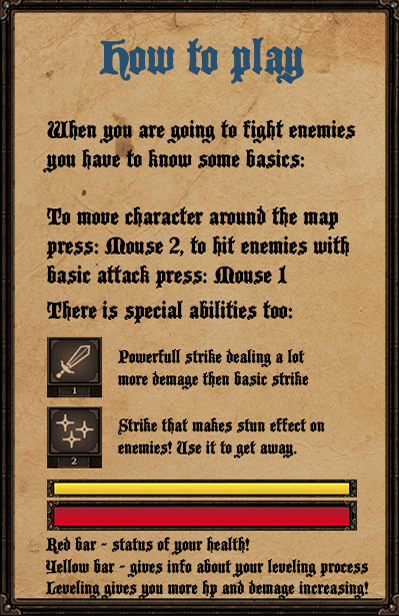 How to play
When you are going to fight enemies
you have to know some basics:
To move character around the map
press: Mouse 2, to hit enemies with
basic attack press: Mouse 1
There is special abilities too:
Powerfull strike dealing a lot
more damage then basic strike
1
Strike that makes stun effect on
enemies! Use it to get away.
2
Red bar - status of your health!
Yellow bar - gives info about your leveling process
Leveling gives you more hp and damage increasing!